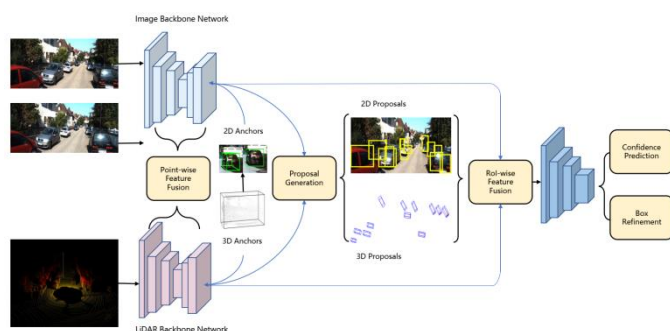 Image Backbone Network
2D Proposals
2D Anchors
Point-wise
Feature
Fusion
Proposal
Generation
RoI-wise
Feature
Fusion
Confidence
Prediction
Box
Refinement
3D Anchors
3D Proposals
LiDAR Backbone Network